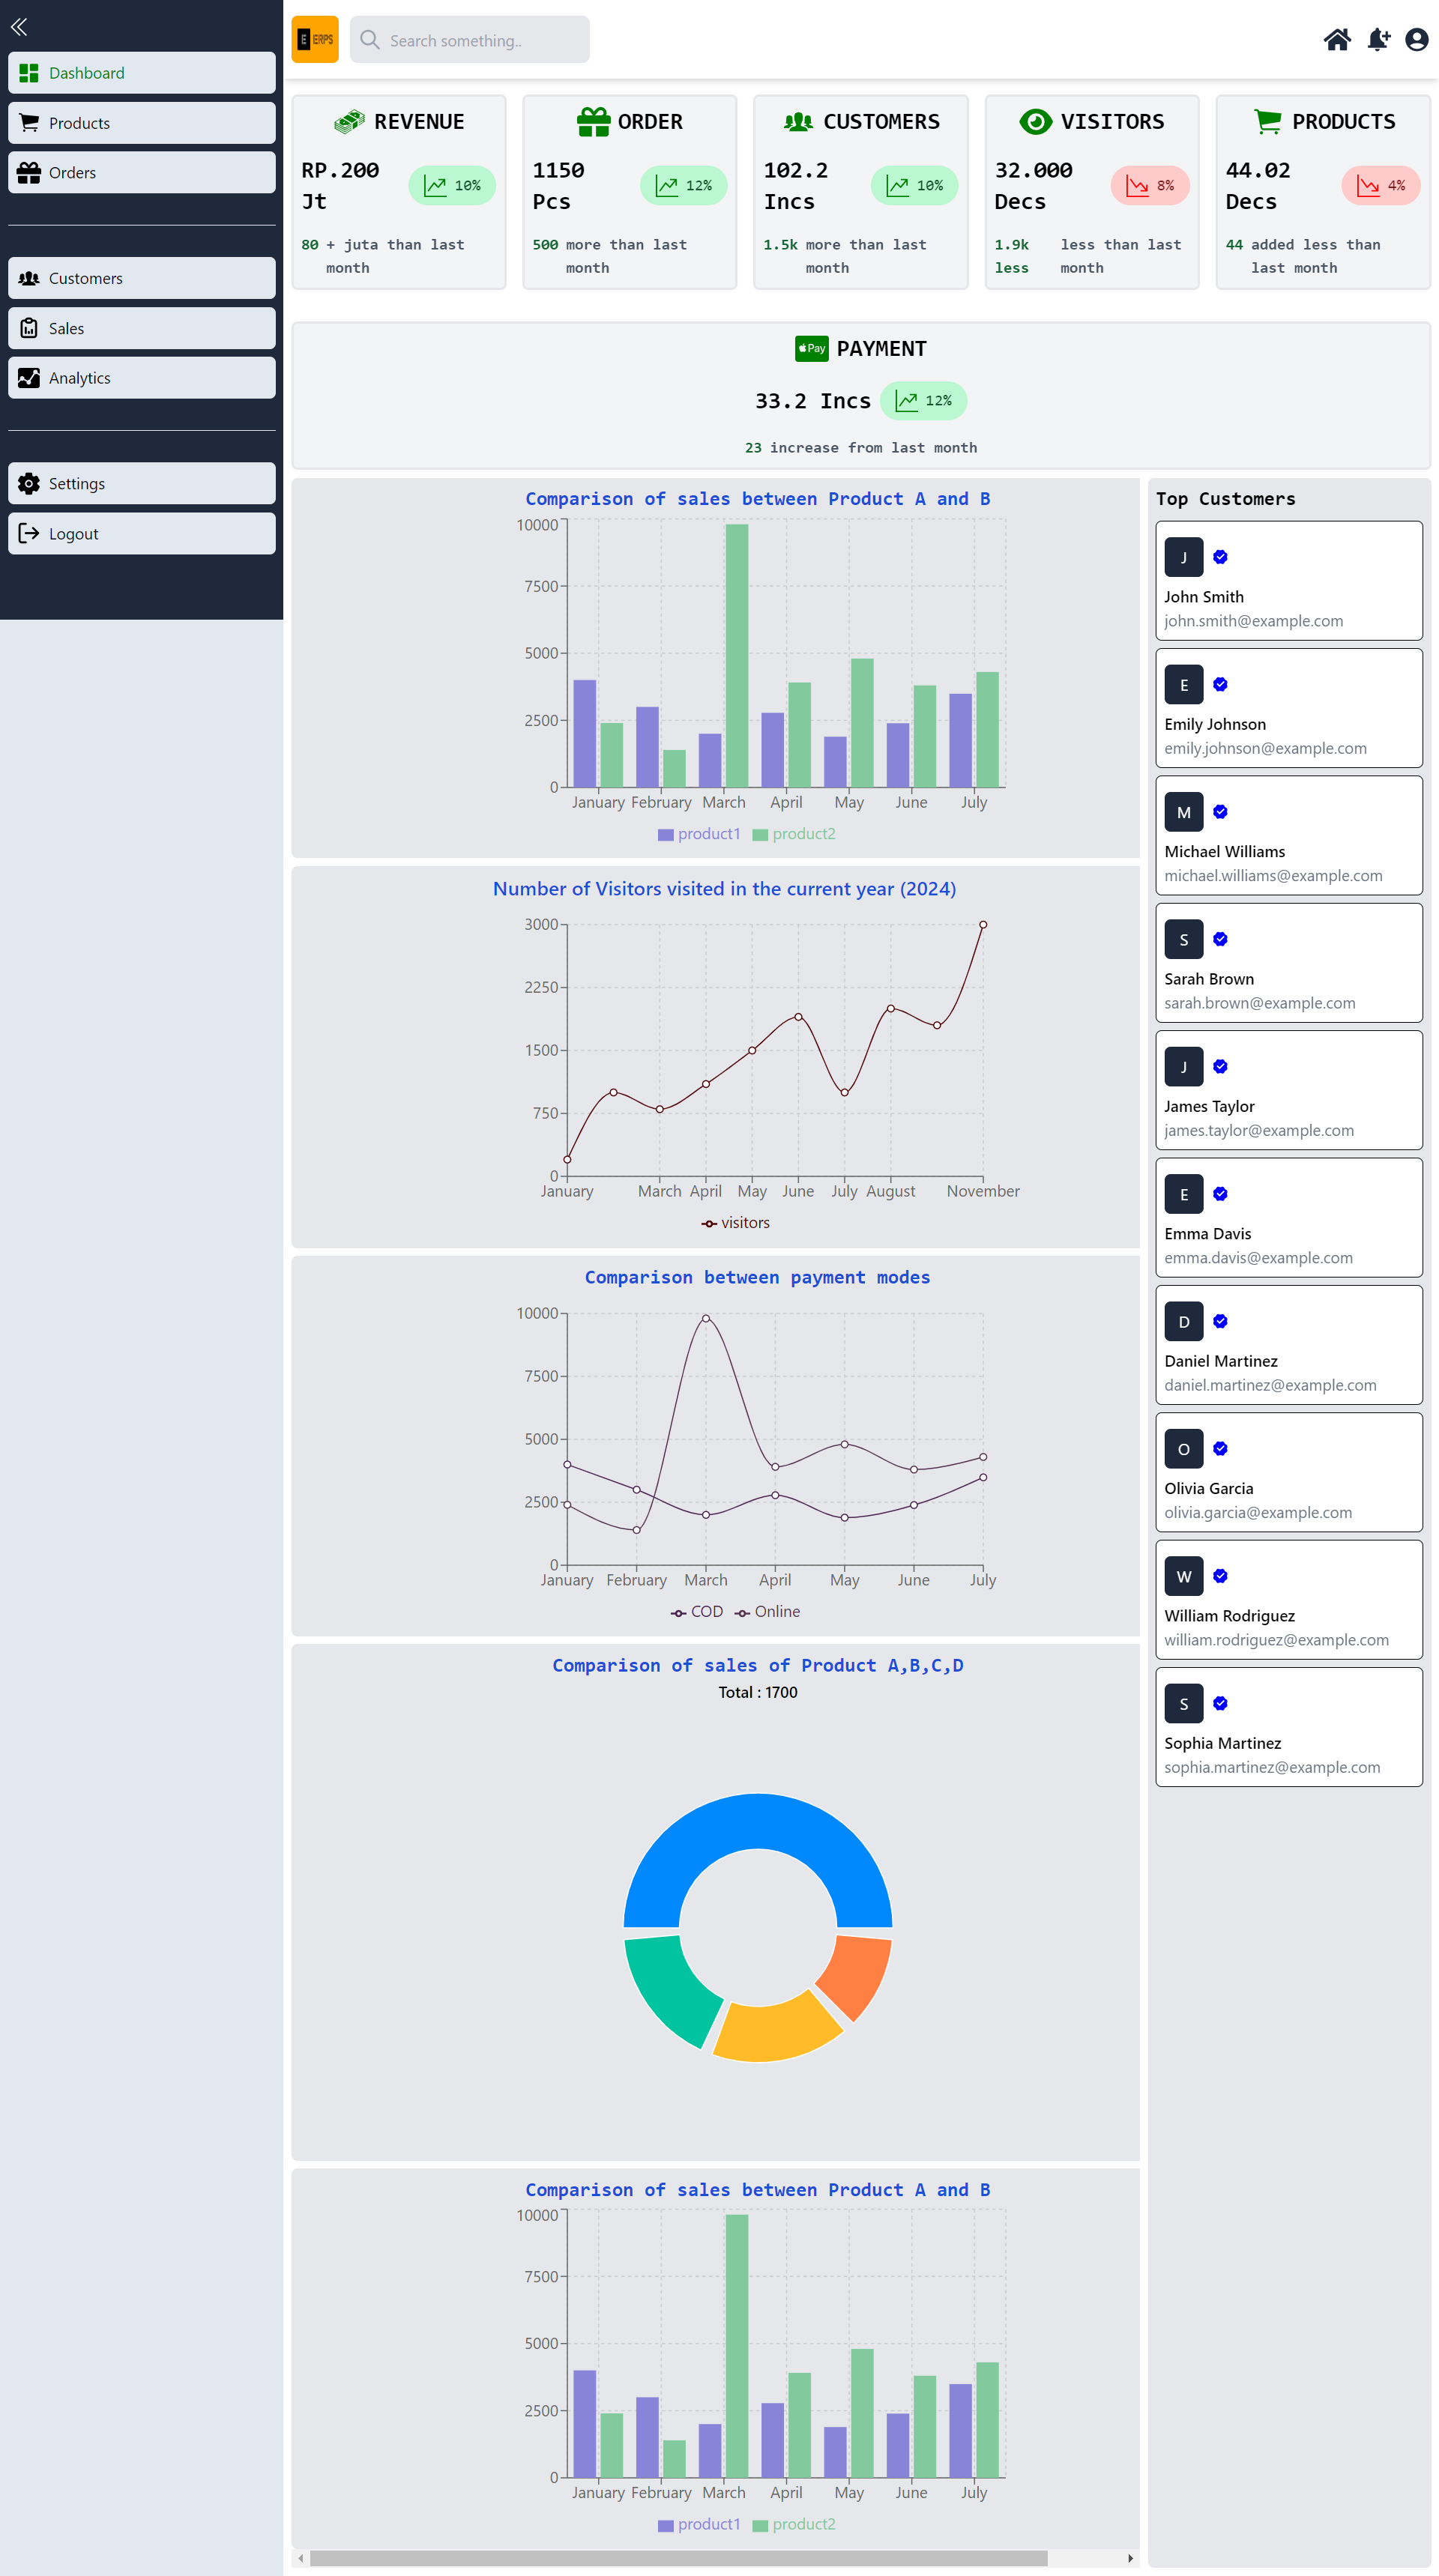 Dashboard
Products
Orders
Customers
Sales
Analytics
Settings
Logout
E ERPS
Search something..
REVENUE
RP.200
Jt
10%
80 + juta than last
month
ORDER
1150
Pcs
12%
500 more than last
month
CUSTOMERS
102.2
Incs
10%
1.5k more than last
month
VISITORS
32.000
Decs
8%
1.9k less than last
less month
PRODUCTS
44.02
Decs
4%
44 added less than
last month
Pay PAYMENT
33.2 Incs 12%
23 increase from last month
Comparison of sales between Product A and B
10000
7500
5000
2500
0
January February March April May June July
product1 product2
Number of Visitors visited in the current year (2024)
3000
2250
1500
750
0
January March April May June July August November
visitors
Comparison between payment modes
10000
7500
5000
2500
0
January February March April May June July
COD Online
Comparison of sales of Product A,B,C,D
Total : 1700
Comparison of sales between Product A and B
10000
7500
5000
2500
0
January February March April May June July
product1 product2
Top Customers
J
John Smith
john.smith@example.com
E
Emily Johnson
emily.johnson@example.com
M
Michael Williams
michael.williams@example.com
S
Sarah Brown
sarah.brown@example.com
J
James Taylor
james.taylor@example.com
E
Emma Davis
emma.davis@example.com
D
Daniel Martinez
daniel.martinez@example.com
O
Olivia Garcia
olivia.garcia@example.com
W
William Rodriguez
william.rodriguez@example.com
S
Sophia Martinez
sophia.martinez@example.com